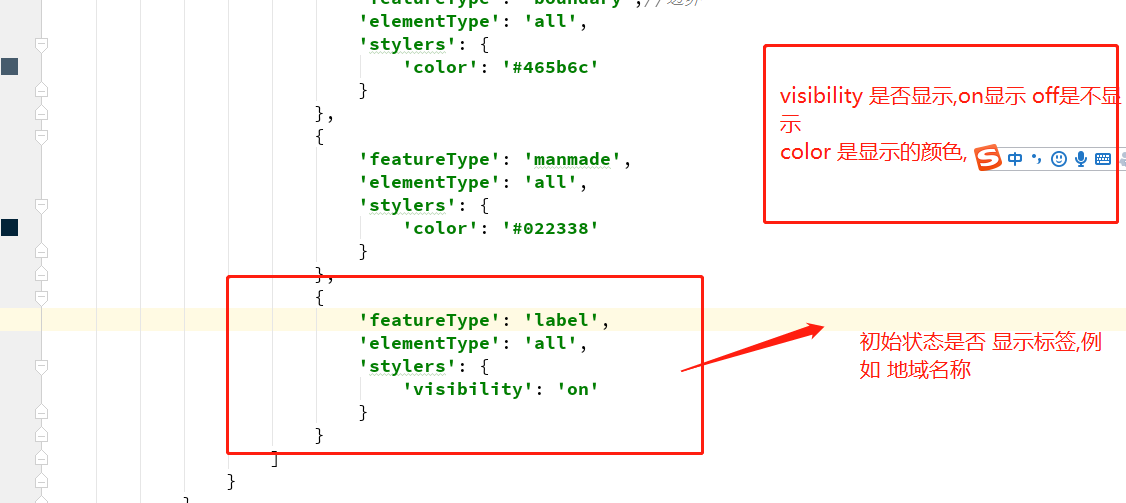 'featureType': 'boundary',//边界
'elementType': 'all',
'stylers': {
'color': '#465b6c'
}
},
{
'featureType': 'manmade',
'elementType': 'all',
'stylers': {
'color': '#022338'
}
},
{
'featureType': 'label',
'elementType': 'all',
'stylers': {
'visibility': 'on'
}
}
]
}
visibility 是否显示,on显示 off是不显
示
color 是显示的颜色,
S 中
初始状态是否 显示标签,例
如 地域名称